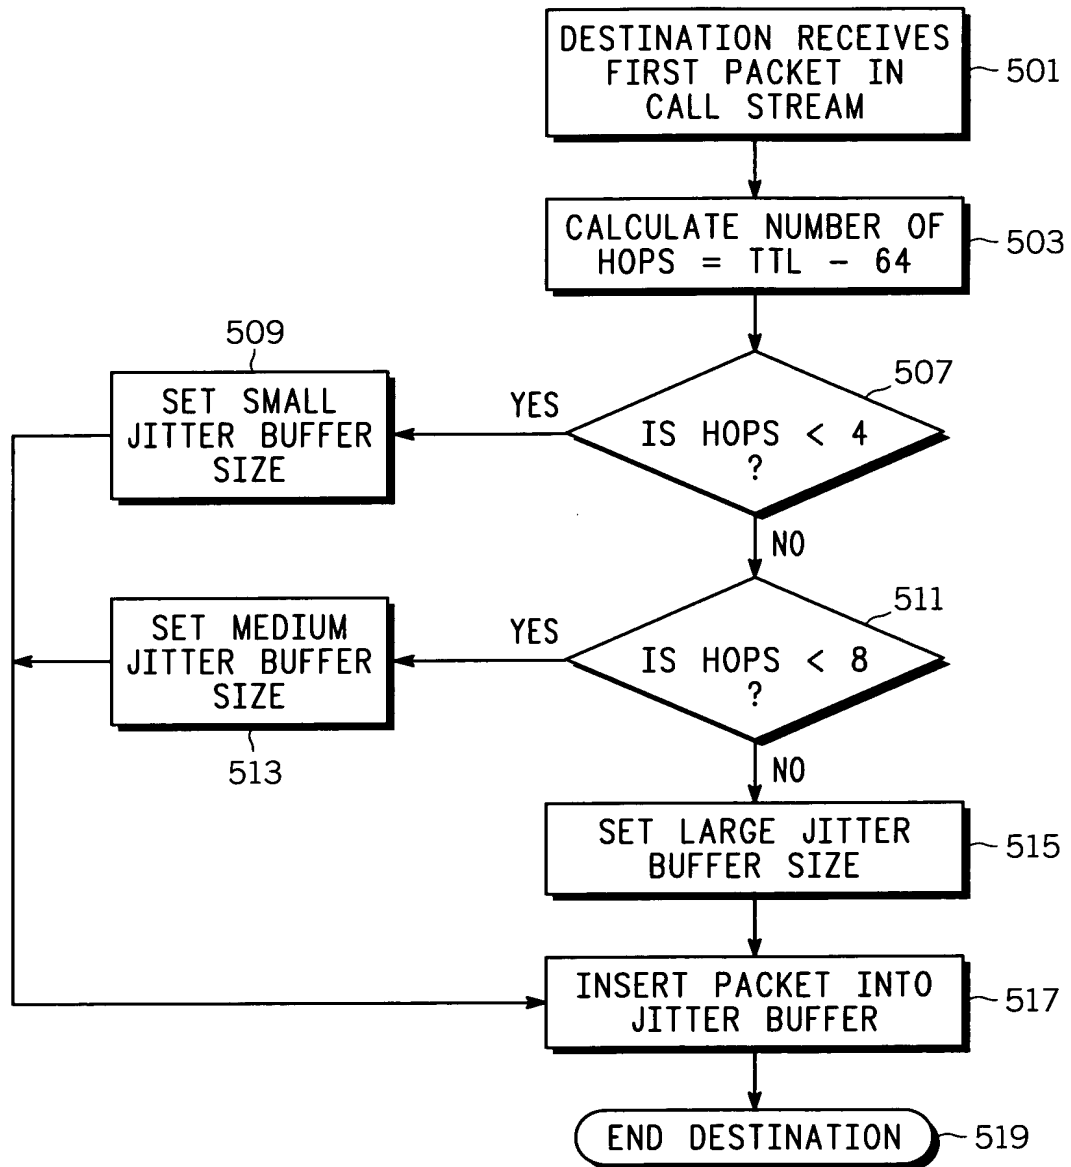 DESTINATION RECEIVES
FIRST PACKET IN
CALL STREAM
501
CALCULATE NUMBER OF
HOPS = TTL - 64
503
509
SET SMALL
JITTER BUFFER
SIZE
YES
507
IS HOPS < 4
?
NO
SET MEDIUM
JITTER BUFFER
SIZE
513
YES
511
IS HOPS < 8
?
NO
SET LARGE JITTER
BUFFER SIZE
515
INSERT PACKET INTO
JITTER BUFFER
517
END DESTINATION
519